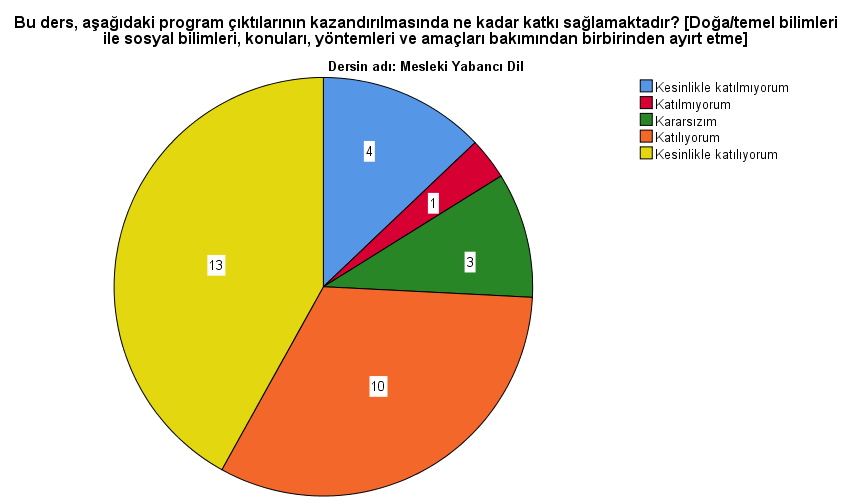 Bu ders, aşağıdaki program çıktılarının kazandırılmasında ne kadar katkı sağlamaktadır? [Doğa/temel bilimleri
ile sosyal bilimleri, konuları, yöntemleri ve amaçları bakımından birbirinden ayırt etme]
Dersin adı: Mesleki Yabancı Dil
Kesinlikle katılmıyorum
Katılmıyorum
Kararsızım
Katılıyorum
Kesinlikle katılıyorum
4
1
3
13
10